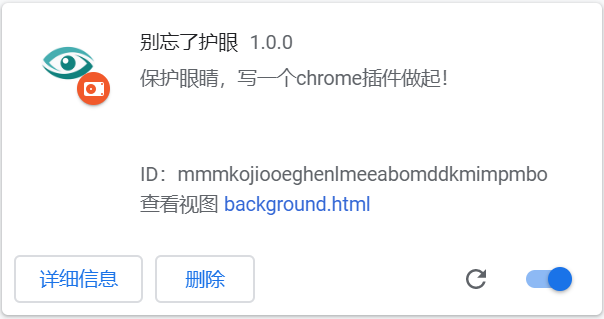 别忘了护眼 1.0.0
保护眼睛，写一个chrome插件做起！
ID：mmmkojiooeghenlmeeabomddkmimpmbo
查看视图 background.html
详细信息 删除